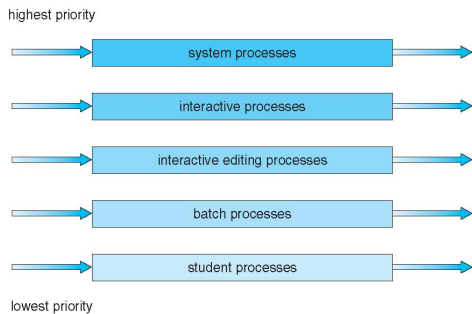 highest priority
system processes
interactive processes
interactive editing processes
batch processes
student processes
lowest priority